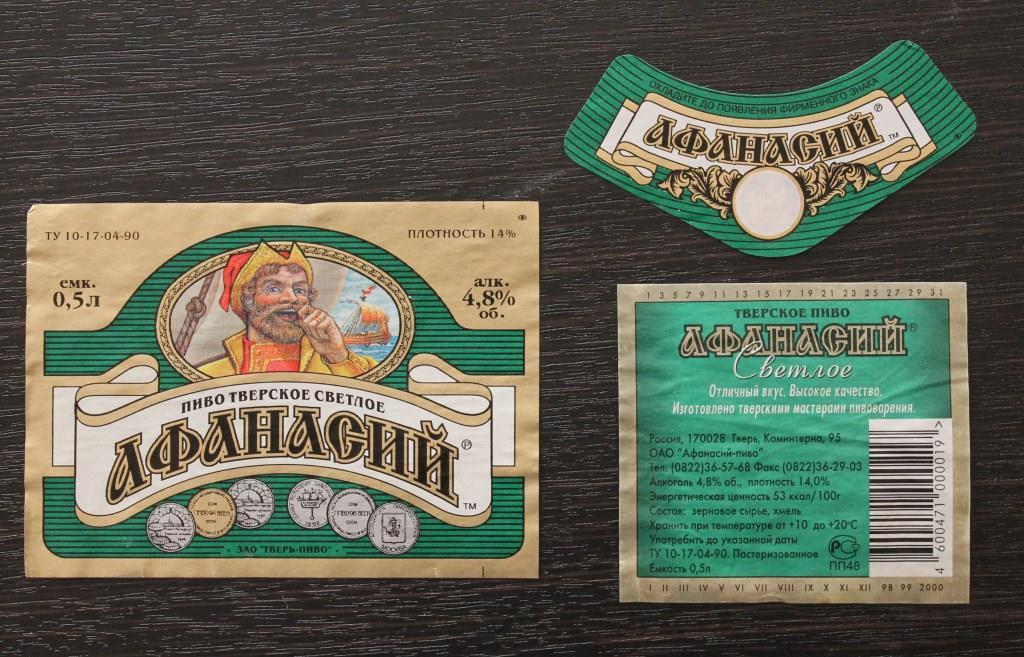 ТУ 10-17-04-90
ПЛОТНОСТЬ 14%
емк.
0,5л
алк.
4,8%
об.
ПИВО ТВЕРСКОЕ СВЕТЛОЕ
АФАНАСИЙ
TM
МОСКВА
· ЗАО "ТВЕРЬ-ПИВО" ·
ОХЛАДИТЕ ДО ПОЯВЛЕНИЯ ФИРМЕННОГО ЗНАКА
АФАНАСИЙ ®
TM
1 3 5 7 9 11 13 15 17 19 21 23 25 27 29 31
ТВЕРСКОЕ ПИВО
АФАНАСИЙ®
Светлое
Отличный вкус. Высокое качество.
Изготовлено тверскими мастерами пивоварения.
Россия, 170028 Тверь, Коминтерна, 95
ОАО "Афанасий-пиво"
Тел. (0822)36-57-68 Факс (0822)36-29-03
Алкоголь 4,8% об., плотность 14,0%
Энергетическая ценность 53 ккал/100г
Состав: зерновое сырье, хмель
Хранить при температуре от +10 до +20°С
Употребить до указанной даты
ТУ 10-17-04-90. Пастеризованное
Емкость 0,5л
ПП48
4 600471 000019 >
I II III IV V VI VII VIII IX X XI XII 98 99 2000